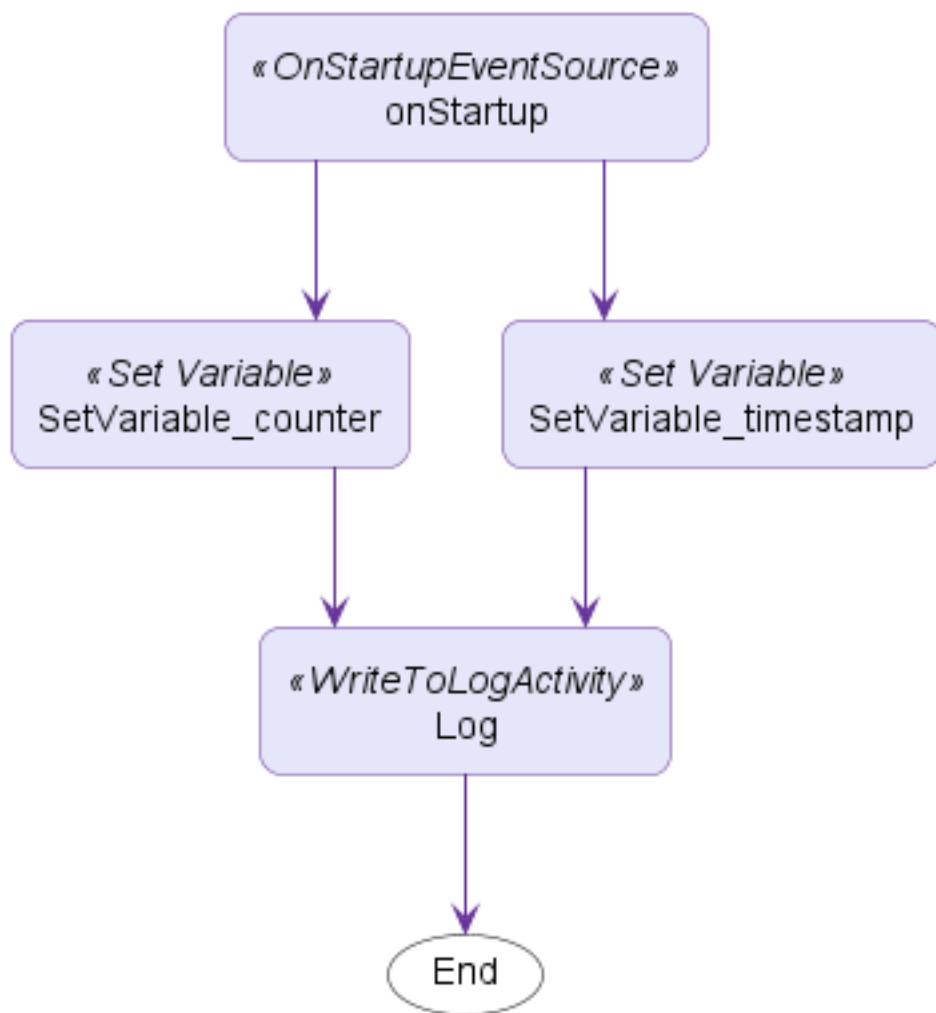 «OnStartupEventSource»
onStartup
«Set Variable»
SetVariable_counter
«Set Variable»
SetVariable_timestamp
«WriteToLogActivity»
Log
End